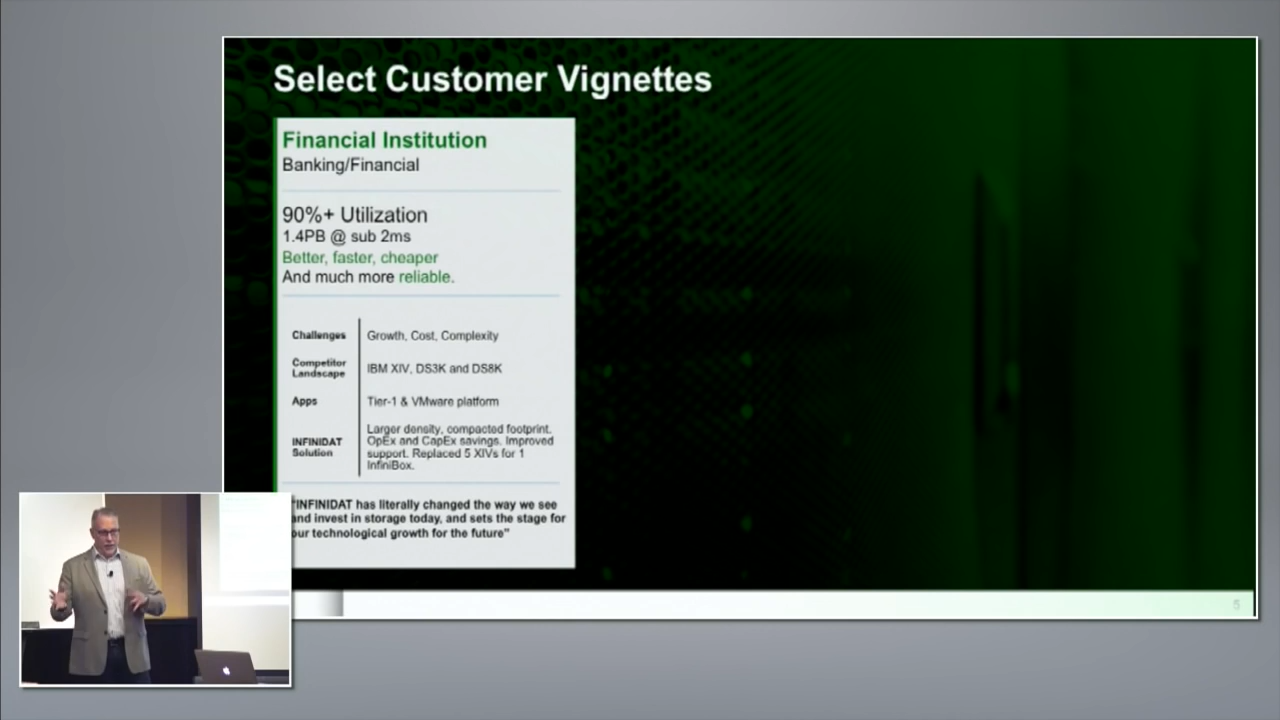 Select Customer Vignettes
Financial Institution
Banking/Financial
90%+ Utilization
1.4PB @ sub 2ms
Better, faster, cheaper
And much more reliable.
Challenges
Growth, Cost, Complexity
Competitor
Landscape
IBM XIV, DS3K and DS8K
Apps
Tier-1 & VMware platform
INFINIDAT
Solution
Larger density, compacted footprint.
OpEx and CapEx savings. Improved
support. Replaced 5 XIVs for 1
InfiniBox.
"INFINIDAT has literally changed the way we see
and invest in storage today, and sets the stage for
our technological growth for the future"
5